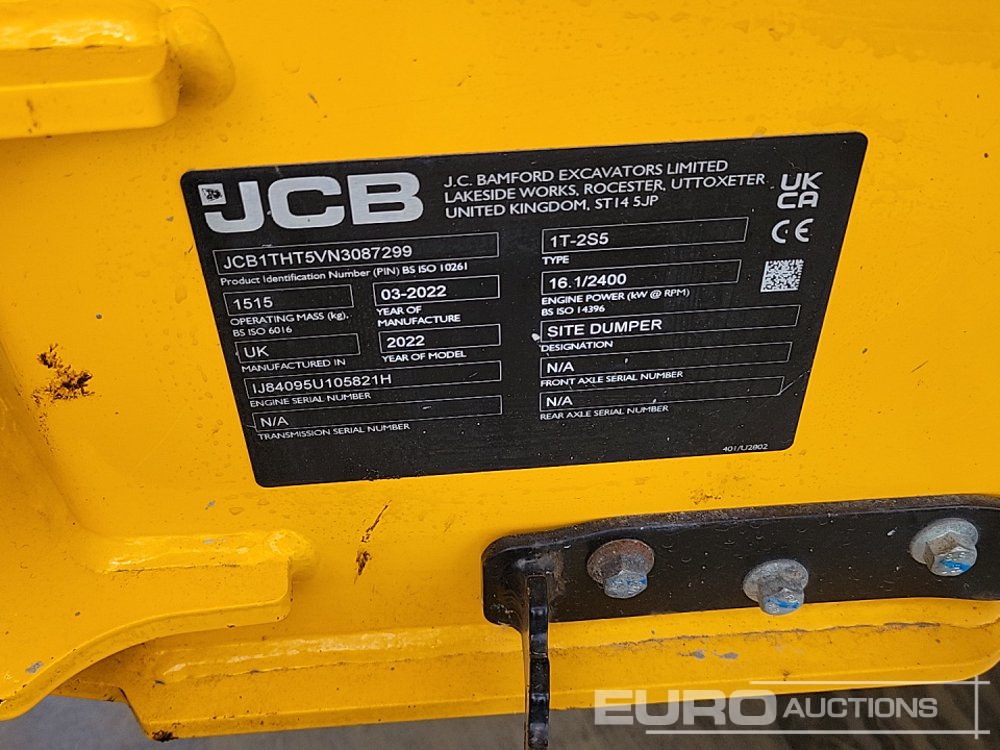 JCB
J.C. BAMFORD EXCAVATORS LIMITED
LAKESIDE WORKS, ROCESTER, UTTOXETER
UNITED KINGDOM, ST14 5JP
UK
CA
CE
JCB1THT5VN3087299
Product Identification Number (PIN) BS ISO 10261
1515
OPERATING MASS (kg),
BS ISO 6016
03-2022
YEAR OF
MANUFACTURE
UK
MANUFACTURED IN
2022
YEAR OF MODEL
IJ84095U105821H
ENGINE SERIAL NUMBER
N/A
TRANSMISSION SERIAL NUMBER
1T-2S5
TYPE
16.1/2400
ENGINE POWER (kW @ RPM)
BS ISO 14396
SITE DUMPER
DESIGNATION
N/A
FRONT AXLE SERIAL NUMBER
N/A
REAR AXLE SERIAL NUMBER
EURO AUCTIONS